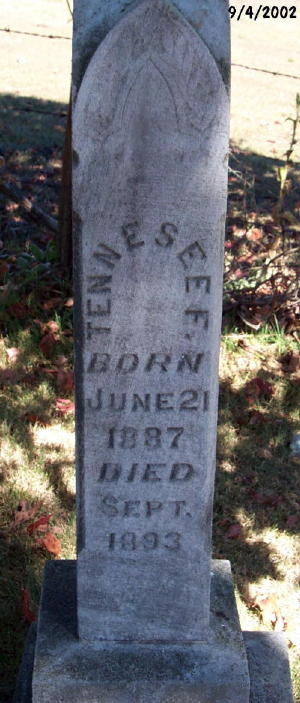 9/4/2002
TENNESEE F.
BORN
JUNE 21
1887
DIED
SEPT.
1893